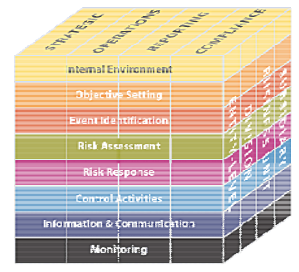 STRATEGIC
OPERATIONS
REPORTING
COMPLIANCE
Internal Environment
Objective Setting
Event Identification
Risk Assessment
Risk Response
Control Activities
Information & Communication
Monitoring